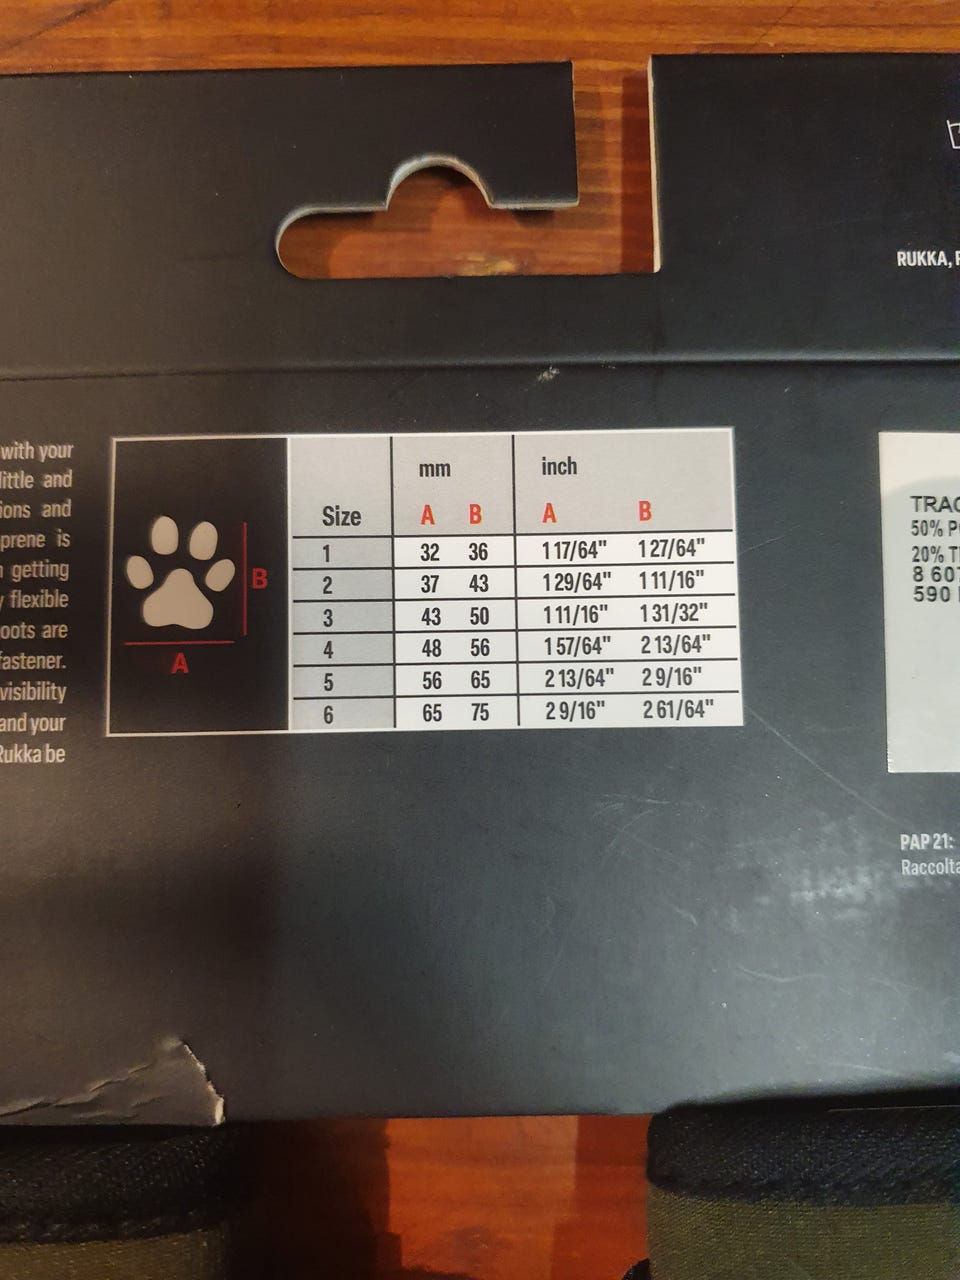 RUKKA,
with your
little and
prene is
getting
flexible
oots are
fastener.
visibility
and your
Rukka be
B
A
mm inch
Size A B A B
1 32 36 1 17/64" 1 27/64"
2 37 43 1 29/64" 1 11/16"
3 43 50 1 11/16" 1 31/32"
4 48 56 1 57/64" 2 13/64"
5 56 65 2 13/64" 2 9/16"
6 65 75 2 9/16" 2 61/64"
TRAC
50% P
20% T
8 607
590
PAP 21:
Raccolta